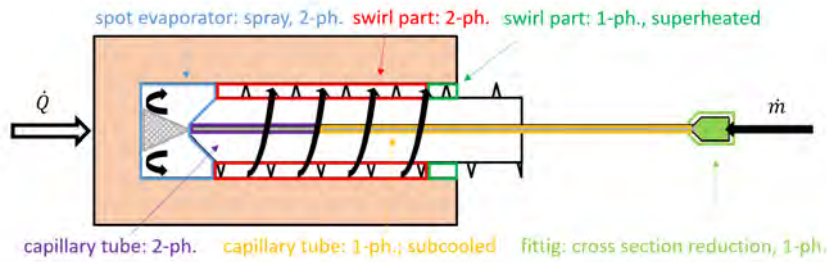 spot evaporator: spray, 2-ph. swirl part: 2-ph. swirl part: 1-ph., superheated
Q̇
ṁ
capillary tube: 2-ph. capillary tube: 1-ph.; subcooled fittig: cross section reduction, 1-ph.